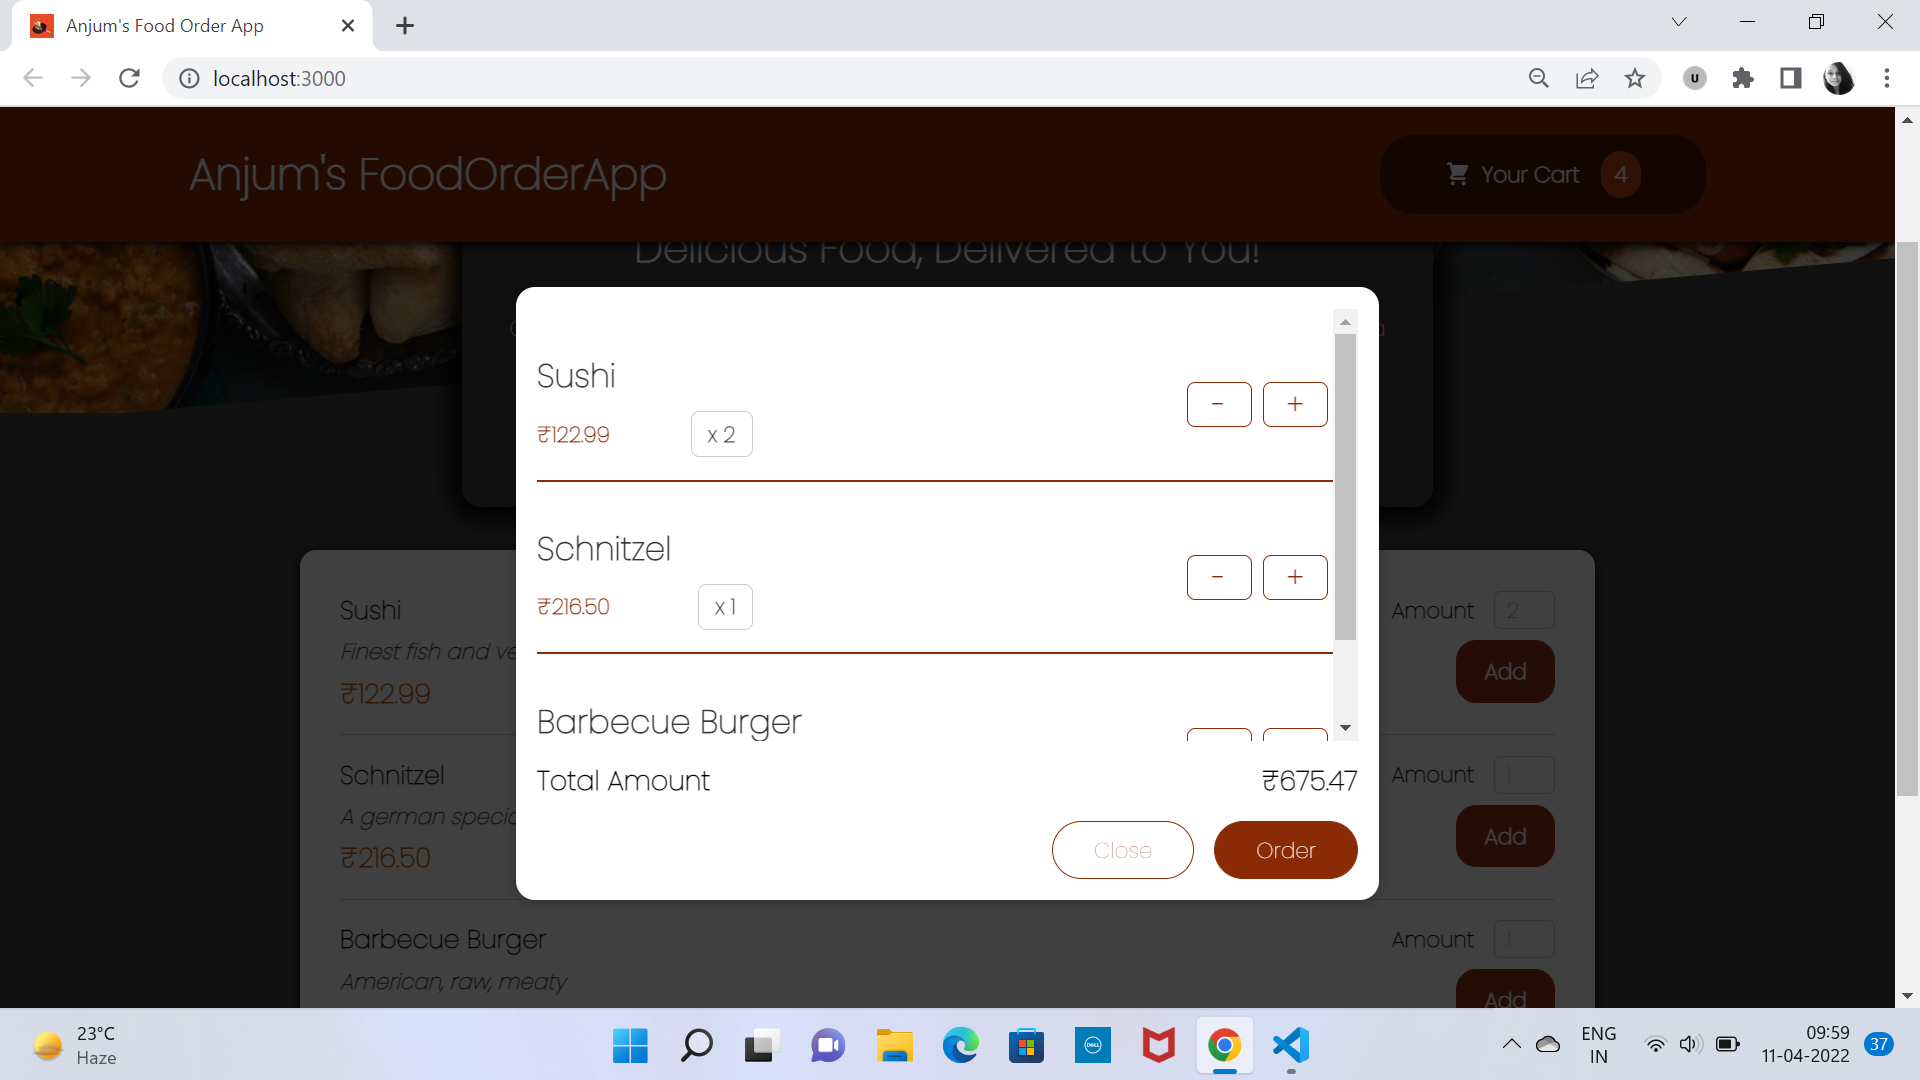 Anjum's Food Order App
localhost:3000
U
Anjum's FoodOrderApp
Your Cart 4
Delicious Food, Delivered to You!
Sushi
- +
₹122.99 x 2
Schnitzel
- +
₹216.50 x 1
Barbecue Burger
Total Amount ₹675.47
Close Order
Sushi
Amount 2
Finest fish and ve
Add
₹122.99
Schnitzel
Amount 1
A german specia
Add
₹216.50
Barbecue Burger
Amount 1
American, raw, meaty
Add
23°C
Haze
DELL
ENG
IN
09:59
11-04-2022
37